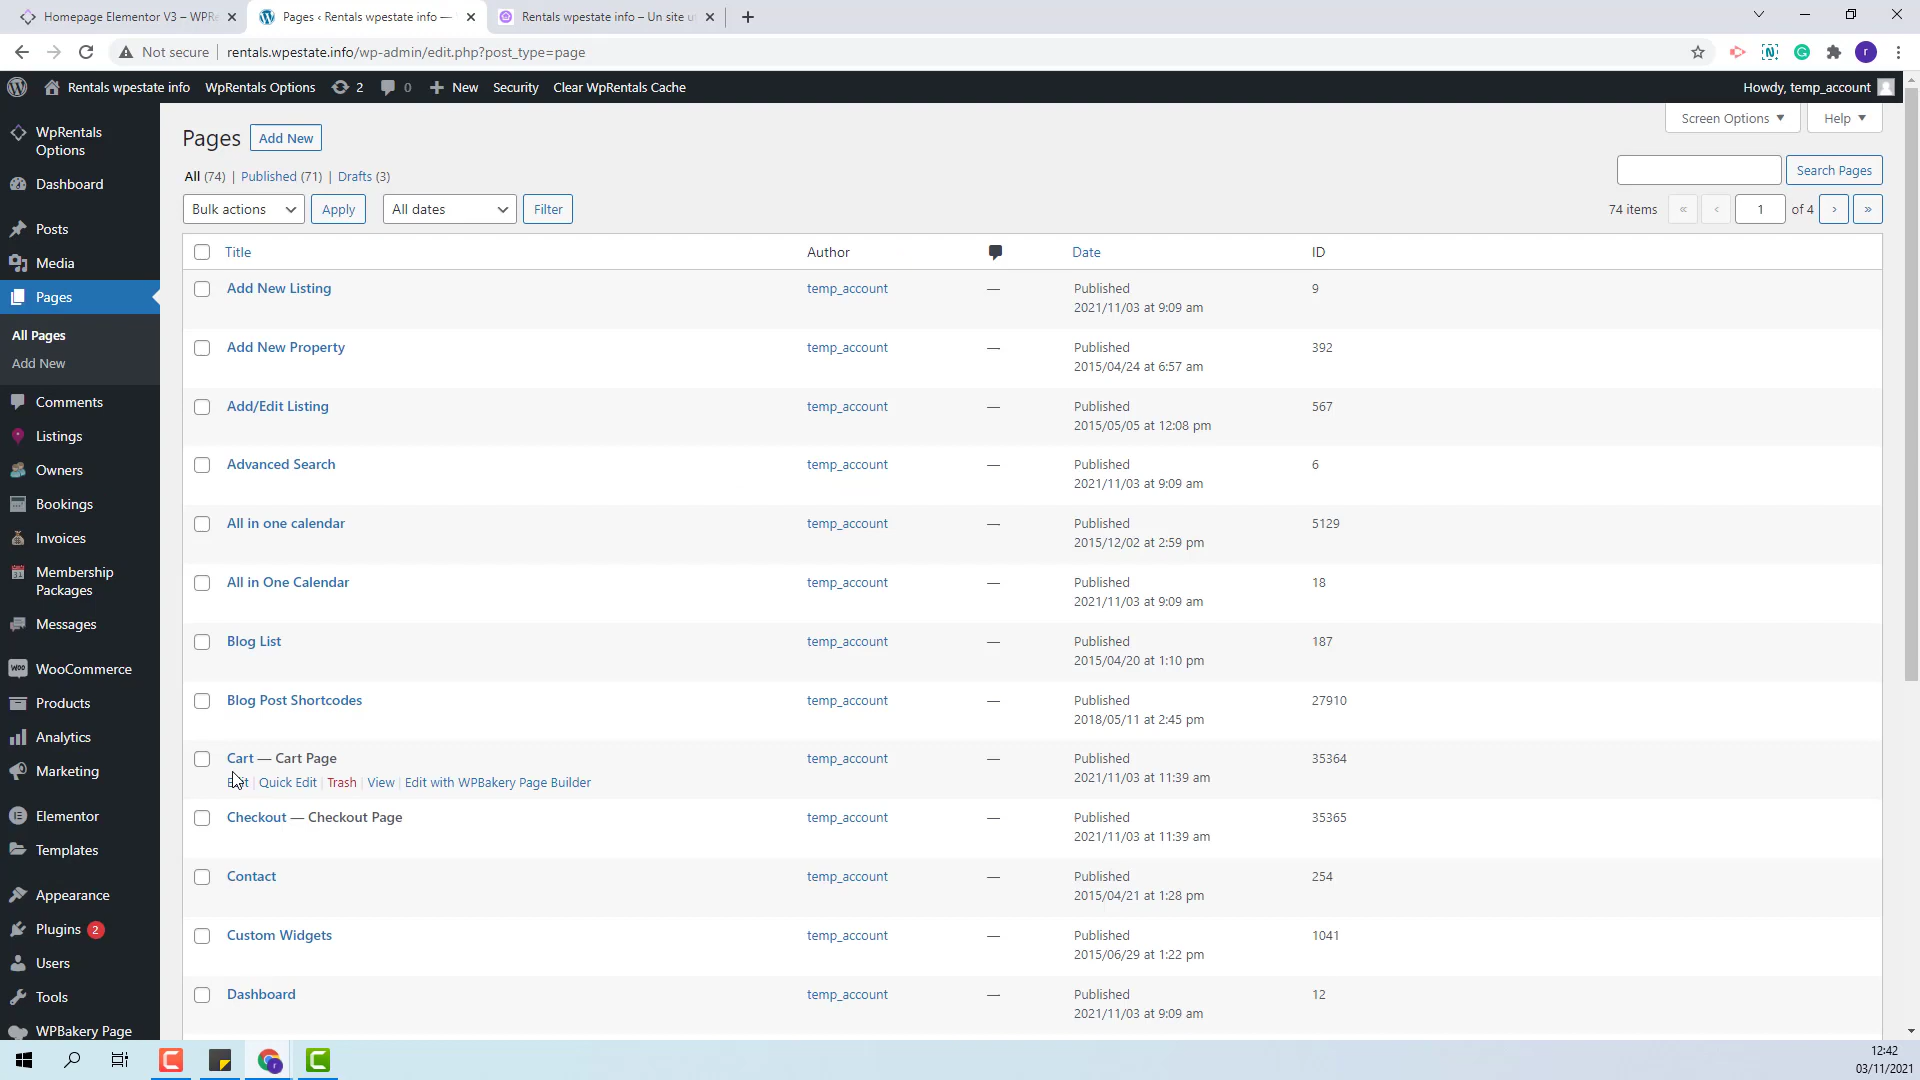 Homepage Elementor V3 – WPRe
Pages ‹ Rentals wpestate info —
Rentals wpestate info – Un site u
Not secure
rentals.wpestate.info/wp-admin/edit.php?post_type=page
r
Rentals wpestate info
WpRentals Options
2
0
New
Security
Clear WpRentals Cache
Howdy, temp_account
WpRentals Options
Dashboard
Posts
Media
Pages
All Pages
Add New
Comments
Listings
Owners
Bookings
Invoices
Membership Packages
Messages
WooCommerce
Products
Analytics
Marketing
Elementor
Templates
Appearance
Plugins 2
Users
Tools
WPBakery Page
Pages
Add New
Screen Options
Help
All (74) | Published (71) | Drafts (3)
Search Pages
Bulk actions
Apply
All dates
Filter
74 items « ‹ 1 of 4 › »
Title Author Date ID
Add New Listing temp_account — Published 9
2021/11/03 at 9:09 am
Add New Property temp_account — Published 392
2015/04/24 at 6:57 am
Add/Edit Listing temp_account — Published 567
2015/05/05 at 12:08 pm
Advanced Search temp_account — Published 6
2021/11/03 at 9:09 am
All in one calendar temp_account — Published 5129
2015/12/02 at 2:59 pm
All in One Calendar temp_account — Published 18
2021/11/03 at 9:09 am
Blog List temp_account — Published 187
2015/04/20 at 1:10 pm
Blog Post Shortcodes temp_account — Published 27910
2018/05/11 at 2:45 pm
Cart — Cart Page temp_account — Published 35364
2021/11/03 at 11:39 am
Edit | Quick Edit | Trash | View | Edit with WPBakery Page Builder
Checkout — Checkout Page temp_account — Published 35365
2021/11/03 at 11:39 am
Contact temp_account — Published 254
2015/04/21 at 1:28 pm
Custom Widgets temp_account — Published 1041
2015/06/29 at 1:22 pm
Dashboard temp_account — Published 12
2021/11/03 at 9:09 am
12:42
03/11/2021